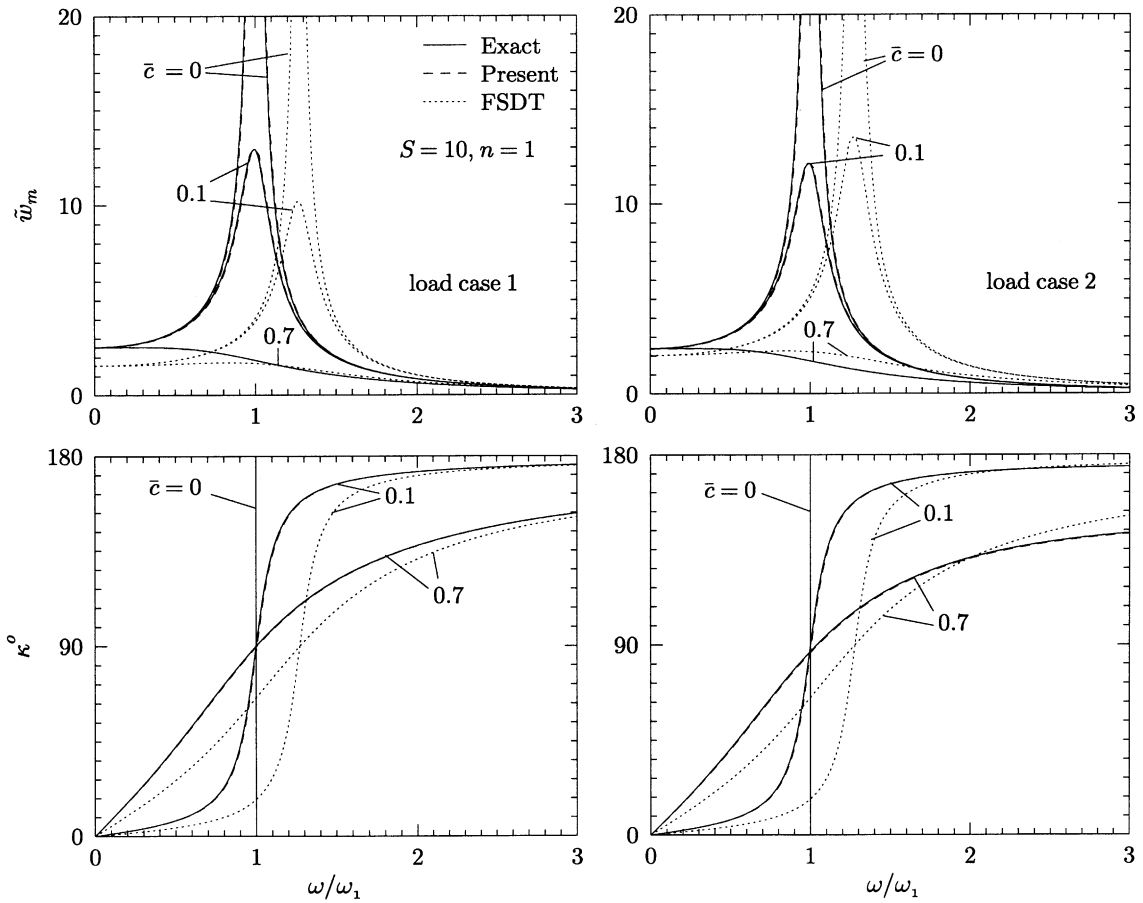 20
10
0
w̃ₘ
c̄ = 0
0.1
0.7
Exact
Present
FSDT
S = 10, n = 1
load case 1
0 1 2 3
20
10
0
c̄ = 0
0.1
0.7
load case 2
0 1 2 3
180
90
0
κ°
c̄ = 0
0.1
0.7
0 1 2 3
ω/ω₁
180
90
0
c̄ = 0
0.1
0.7
0 1 2 3
ω/ω₁